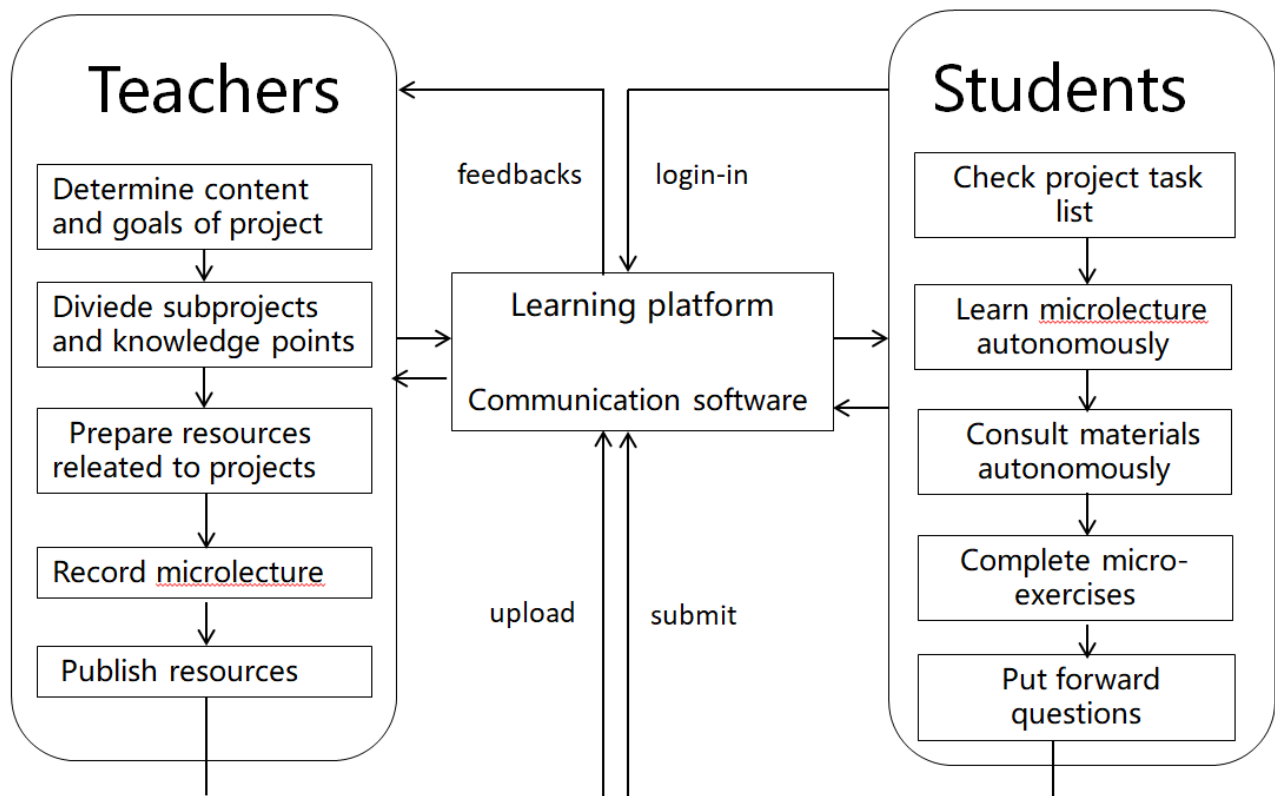 Teachers
Determine content
and goals of project
Diviede subprojects
and knowledge points
Prepare resources
releated to projects
Record microlecture
Publish resources
feedbacks
login-in
Learning platform
Communication software
upload
submit
Students
Check project task
list
Learn microlecture
autonomously
Consult materials
autonomously
Complete micro-
exercises
Put forward
questions